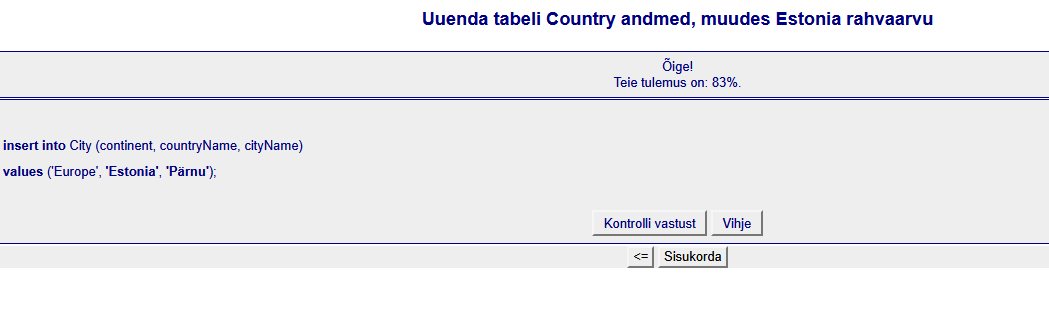 Uuenda tabeli Country andmed, muudes Estonia rahvaarvu
Õige!
Teie tulemus on: 83%.
insert into City (continent, countryName, cityName)
values ('Europe', 'Estonia', 'Pärnu');
Kontrolli vastust Vihje
<= Sisukorda